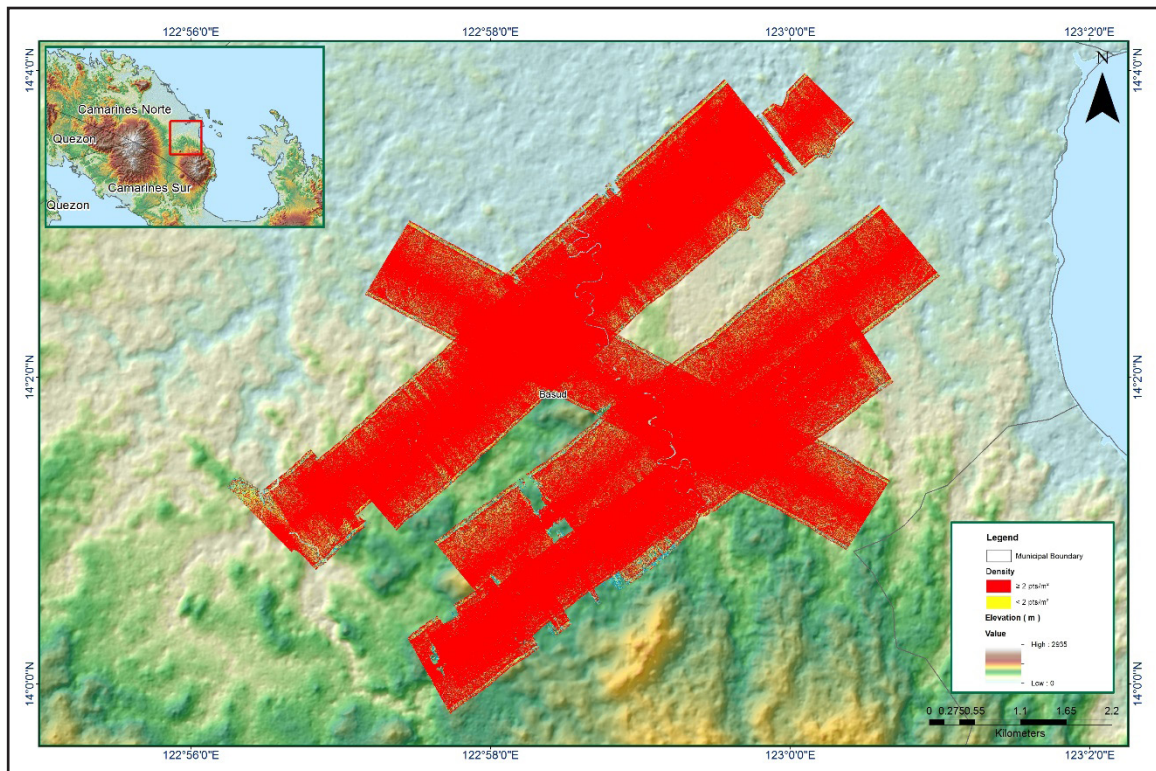 122°56'0"E
122°58'0"E
123°0'0"E
123°2'0"E
14°4'0"N
14°4'0"N
N
Camarines Norte
Quezon
Camarines Sur
Quezon
14°2'0"N
14°2'0"N
Basud
Legend
Municipal Boundary
Density
≥ 2 pts/m²
< 2 pts/m²
Elevation ( m )
Value
High : 2935
Low : 0
14°0'0"N
14°0'0"N
0 0.275 0.55 1.1 1.65 2.2
Kilometers
122°56'0"E
122°58'0"E
123°0'0"E
123°2'0"E